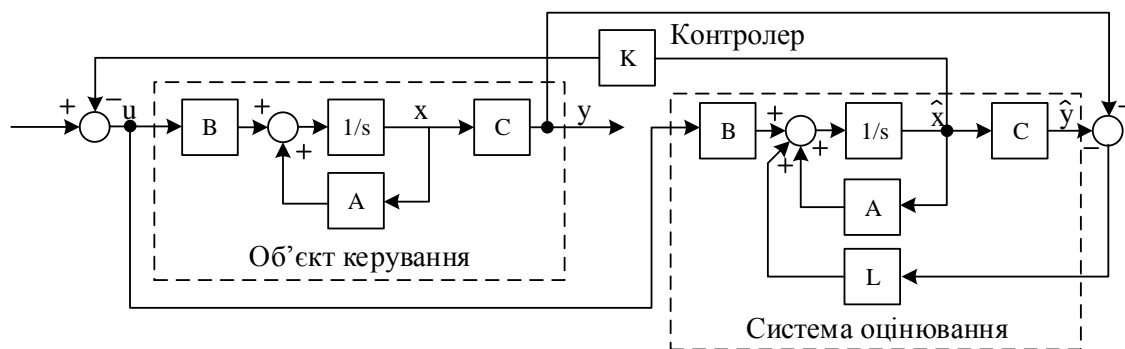 Контролер
K
+
−
u
B
+
+
1/s
x
C
y
A
Об’єкт керування
B
+
+
+
1/s
x̂
C
ŷ
−
A
L
Система оцінювання